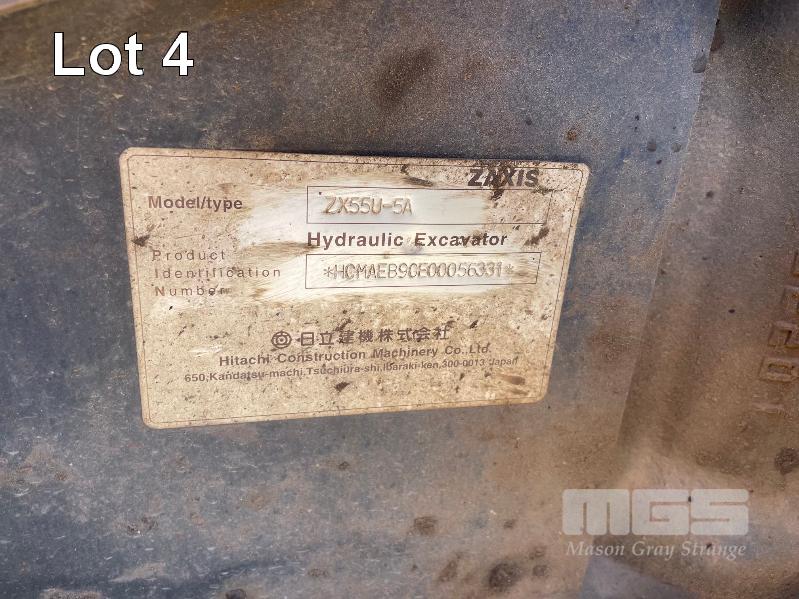 Lot 4
ZAXIS
Model/type ZX55U-5A
Hydraulic Excavator
Product
Identification *HCMAEB90E00056331*
Number
日立建機株式会社
Hitachi Construction Machinery Co.,Ltd.
650,Kandatsu-machi,Tsuchiura-shi,Ibaraki-ken,300-0013 Japan
MGS
Mason Gray Strange